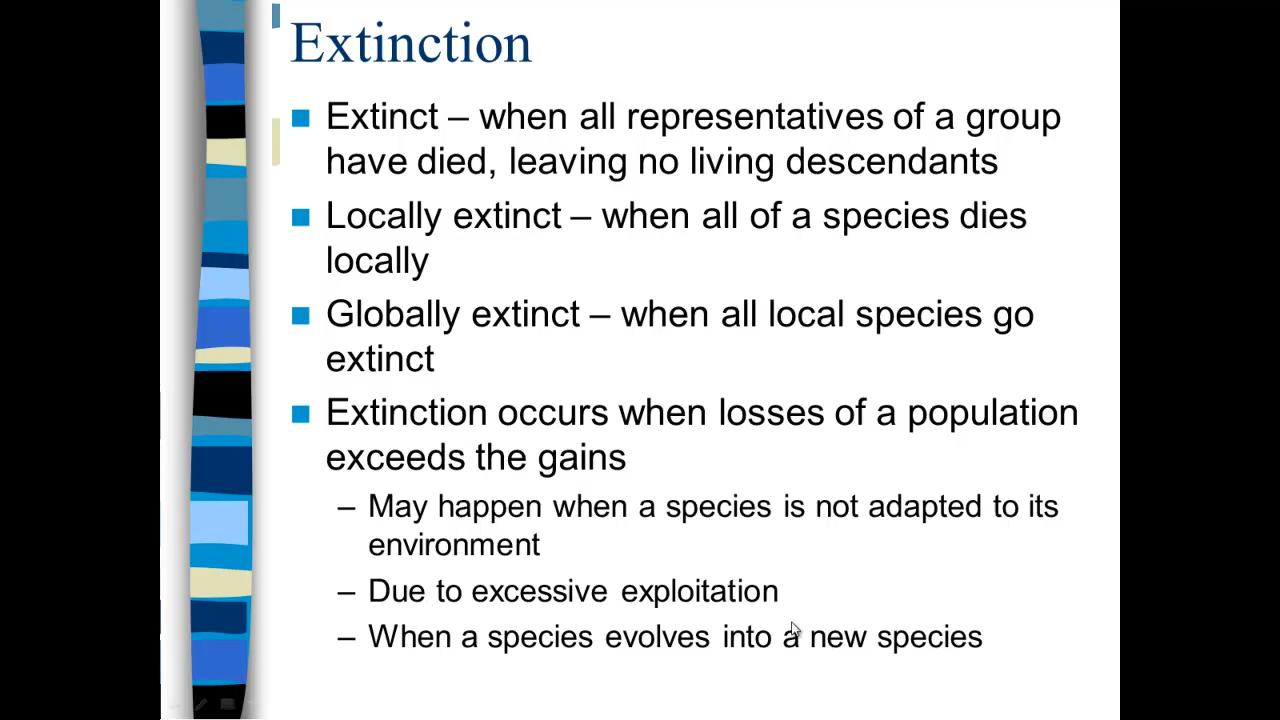 Extinction
Extinct – when all representatives of a group
have died, leaving no living descendants
Locally extinct – when all of a species dies
locally
Globally extinct – when all local species go
extinct
Extinction occurs when losses of a population
exceeds the gains
– May happen when a species is not adapted to its
environment
– Due to excessive exploitation
– When a species evolves into a new species